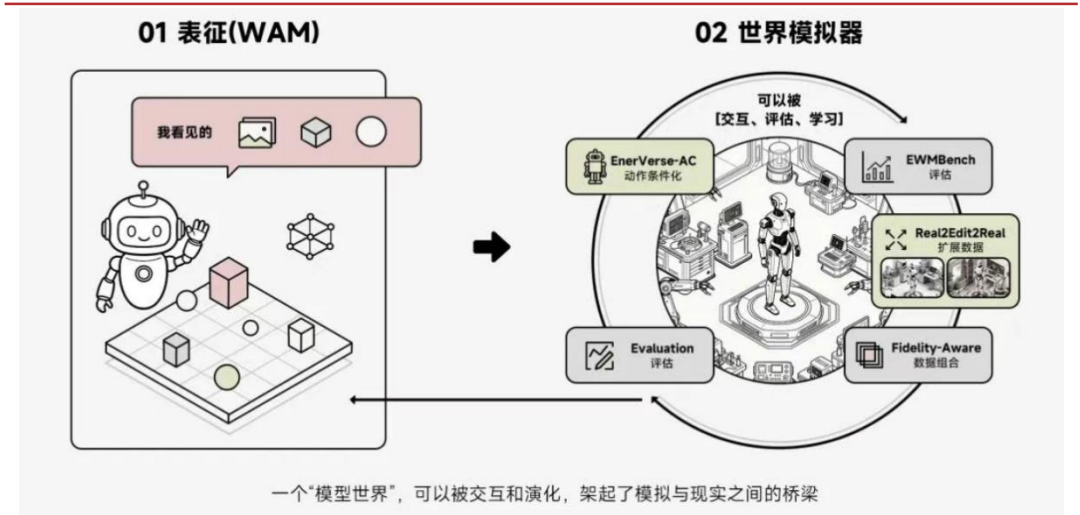 01 表征(WAM)
我看见的
02 世界模拟器
可以被
[交互、评估、学习]
EnerVerse-AC
动作条件化
EWMBench
评估
Real2Edit2Real
扩展数据
Evaluation
评估
Fidelity-Aware
数据组合
一个“模型世界”，可以被交互和演化，架起了模拟与现实之间的桥梁